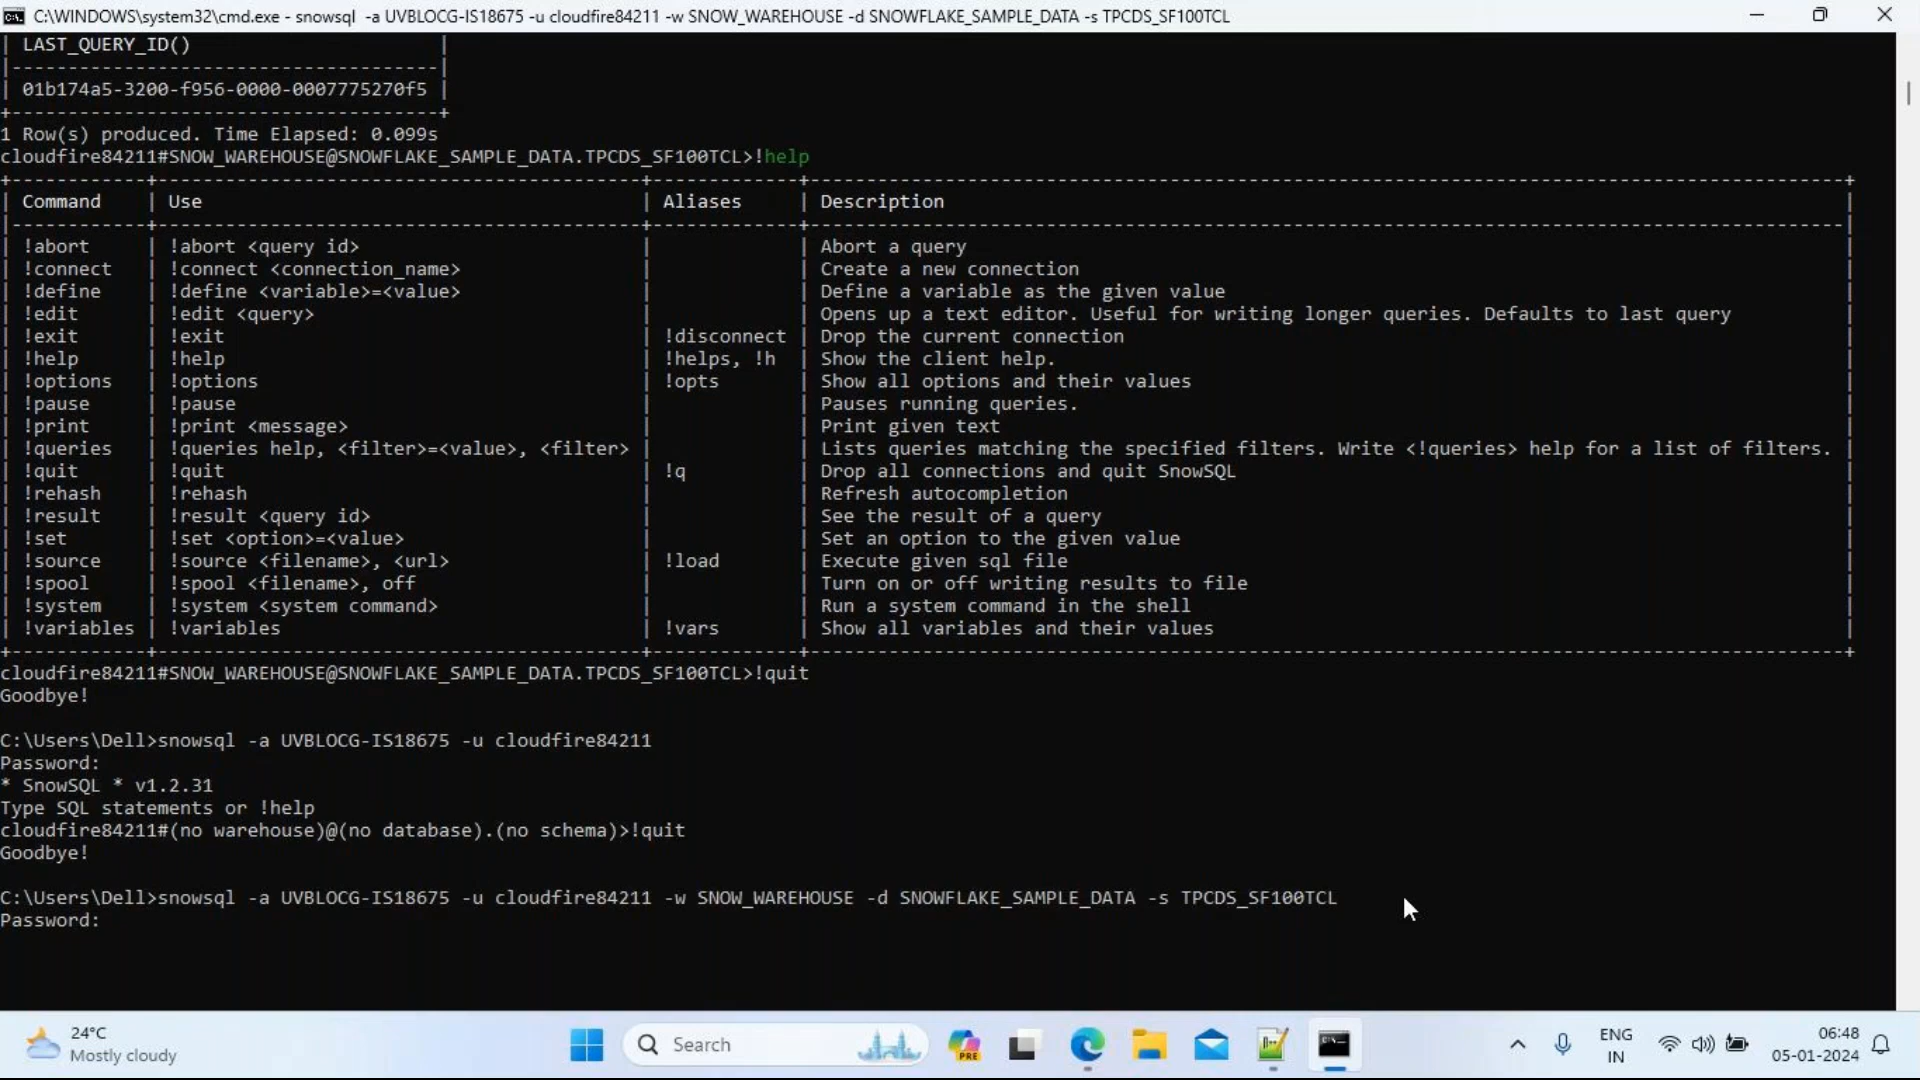 C:\WINDOWS\system32\cmd.exe - snowsql -a UVBLOCG-IS18675 -u cloudfire84211 -w SNOW_WAREHOUSE -d SNOWFLAKE_SAMPLE_DATA -s TPCDS_SF100TCL
LAST_QUERY_ID()
01b174a5-3200-f956-0000-0007775270f5
1 Row(s) produced. Time Elapsed: 0.099s
cloudfire84211#SNOW_WAREHOUSE@SNOWFLAKE_SAMPLE_DATA.TPCDS_SF100TCL>!help
Command | Use | Aliases | Description
!abort | !abort <query id> | | Abort a query
!connect | !connect <connection_name> | | Create a new connection
!define | !define <variable>=<value> | | Define a variable as the given value
!edit | !edit <query> | | Opens up a text editor. Useful for writing longer queries. Defaults to last query
!exit | !exit | !disconnect | Drop the current connection
!help | !help | !helps, !h | Show the client help.
!options | !options | !opts | Show all options and their values
!pause | !pause | | Pauses running queries.
!print | !print <message> | | Print given text
!queries | !queries help, <filter>=<value>, <filter> | | Lists queries matching the specified filters. Write <!queries> help for a list of filters.
!quit | !quit | !q | Drop all connections and quit SnowSQL
!rehash | !rehash | | Refresh autocompletion
!result | !result <query id> | | See the result of a query
!set | !set <option>=<value> | | Set an option to the given value
!source | !source <filename>, <url> | !load | Execute given sql file
!spool | !spool <filename>, off | | Turn on or off writing results to file
!system | !system <system command> | | Run a system command in the shell
!variables | !variables | !vars | Show all variables and their values
cloudfire84211#SNOW_WAREHOUSE@SNOWFLAKE_SAMPLE_DATA.TPCDS_SF100TCL>!quit
Goodbye!
C:\Users\Dell>snowsql -a UVBLOCG-IS18675 -u cloudfire84211
Password:
* SnowSQL * v1.2.31
Type SQL statements or !help
cloudfire84211#(no warehouse)@(no database).(no schema)>!quit
Goodbye!
C:\Users\Dell>snowsql -a UVBLOCG-IS18675 -u cloudfire84211 -w SNOW_WAREHOUSE -d SNOWFLAKE_SAMPLE_DATA -s TPCDS_SF100TCL
Password:
24°C
Mostly cloudy
Search
PRE
ENG
IN
06:48
05-01-2024